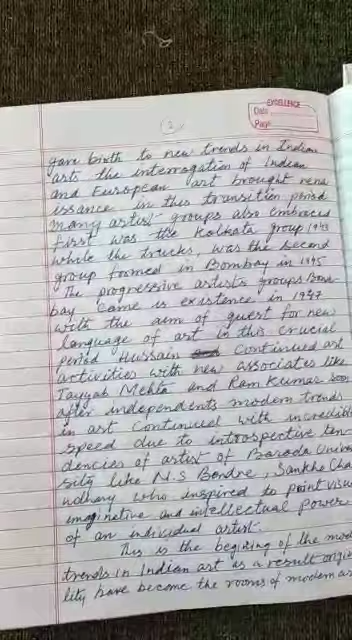 EXCELLENCE
Date
Page
2
gave birth to new trends in Indian
art. the interrogation of Indian
and European art brought rena
issance in this transition period
many artist groups also embraced
first was the Kolkata group 1943
while the trucks, was the second
group formed in Bombay in 1945
The progressive artists groups Bom
bay came is existence in 1947
with the aim of quest for new
language of art in this crucial
period Hussain continued art
activities with new associates like
Tayyab Mehta and Ram Kumar soon
after independents modern trends
in art continued with incredible
speed due to introspective ten
dencies of artist of Baroda Univer
sity like N.S Bendre, Sankho Cha
udhary who inspired to point visu
imaginative and intellectual power
of an individual artist.
This is the begining of the mod
trends in Indian art as a result origi
lity have become the rooms of modern ar